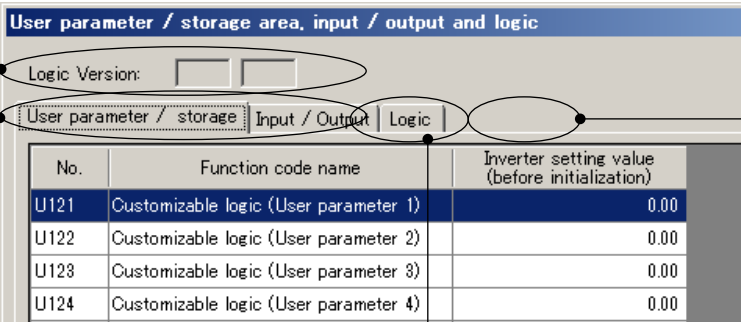 User parameter / storage area, input / output and logic
Logic Version:
User parameter / storage Input / Output Logic
No. Function code name Inverter setting value
(before initialization)
U121 Customizable logic (User parameter 1) 0.00
U122 Customizable logic (User parameter 2) 0.00
U123 Customizable logic (User parameter 3) 0.00
U124 Customizable logic (User parameter 4) 0.00